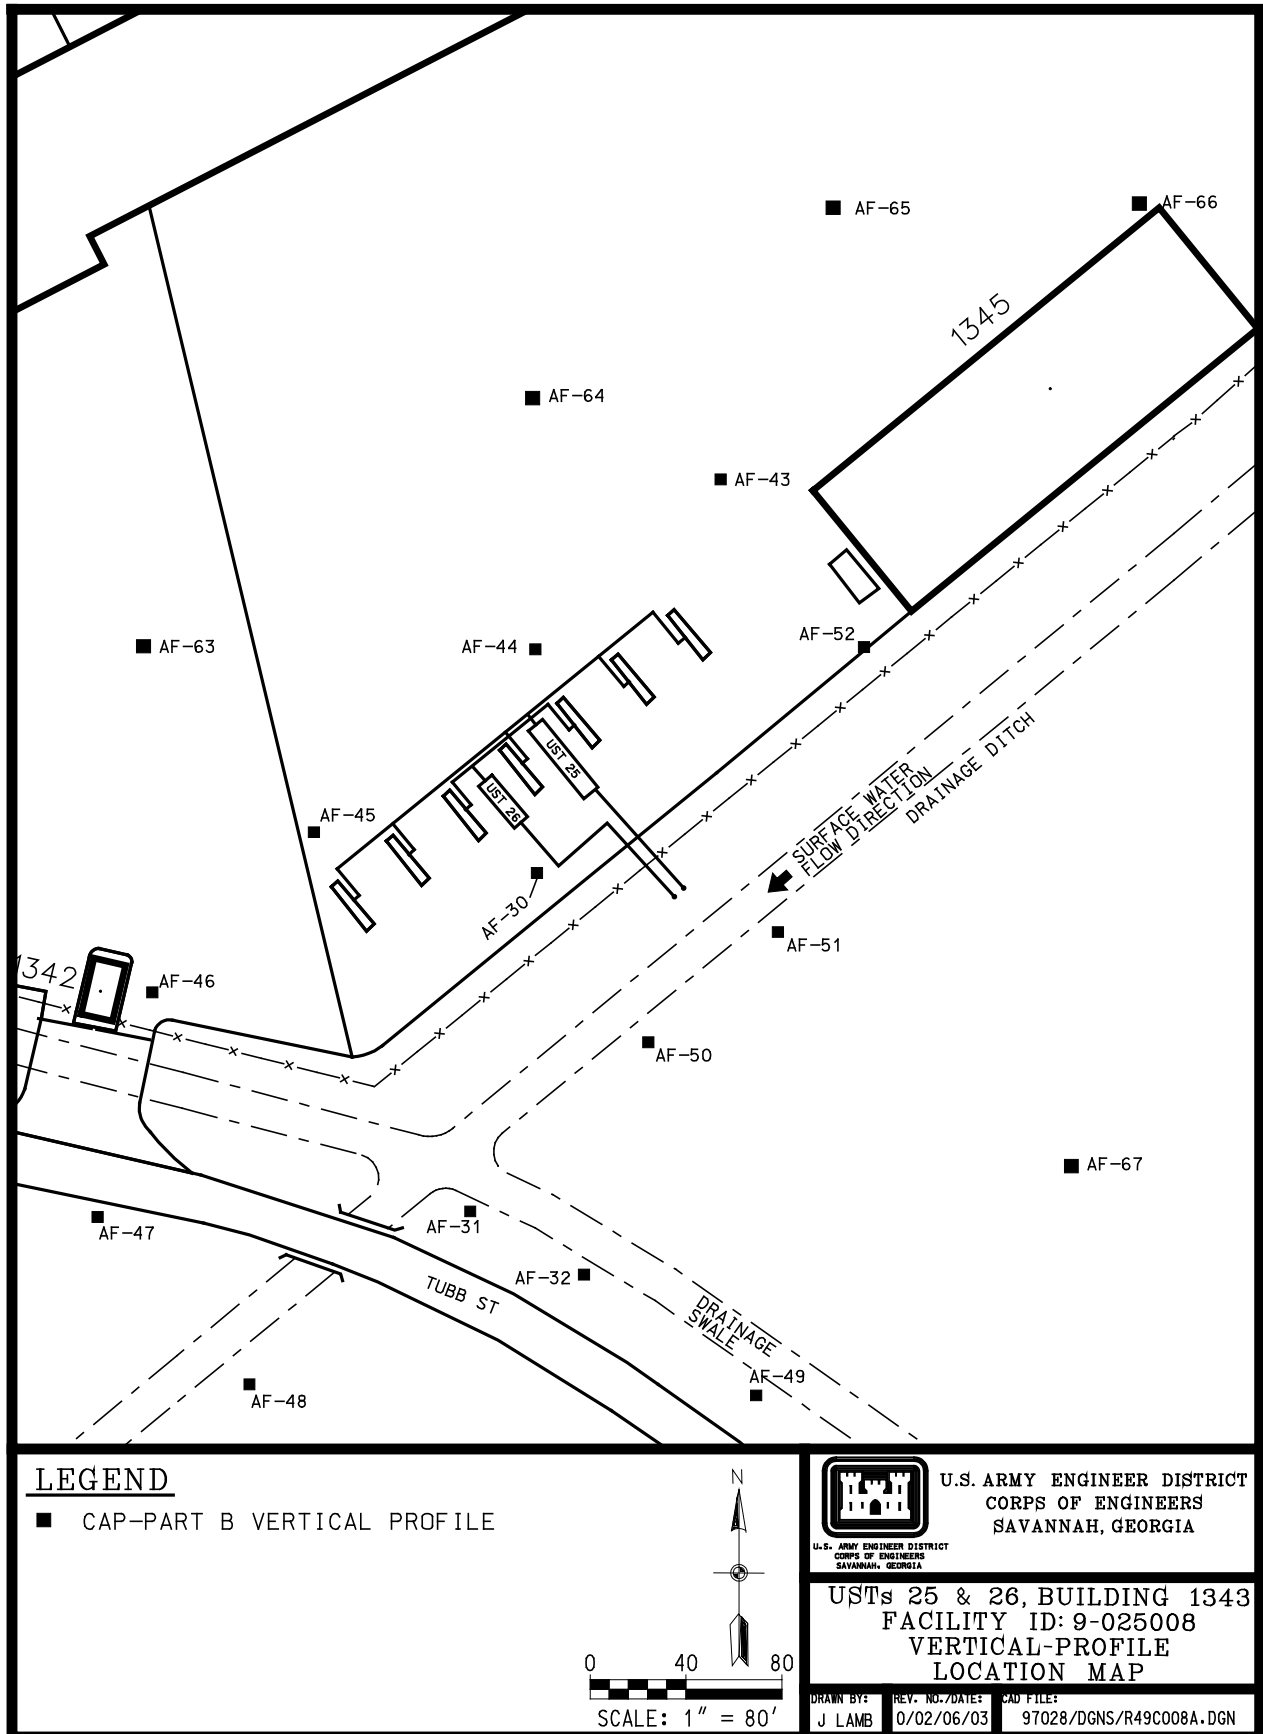 AF-65
AF-66
1345
AF-64
AF-43
AF-63
AF-44
AF-52
UST 25
UST 26
AF-45
SURFACE WATER
FLOW DIRECTION
DRAINAGE DITCH
AF-30
AF-51
1342
AF-46
AF-50
AF-67
AF-47
AF-31
AF-32
TUBB ST
DRAINAGE
SWALE
AF-49
AF-48
LEGEND
CAP-PART B VERTICAL PROFILE
N
0 40 80
SCALE: 1" = 80'
U.S. ARMY ENGINEER DISTRICT
CORPS OF ENGINEERS
SAVANNAH, GEORGIA
U.S. ARMY ENGINEER DISTRICT
CORPS OF ENGINEERS
SAVANNAH, GEORGIA
USTs 25 & 26, BUILDING 1343
FACILITY ID: 9-025008
VERTICAL-PROFILE
LOCATION MAP
DRAWN BY:
J LAMB
REV. NO./DATE:
0/02/06/03
CAD FILE:
97028/DGNS/R49C008A.DGN